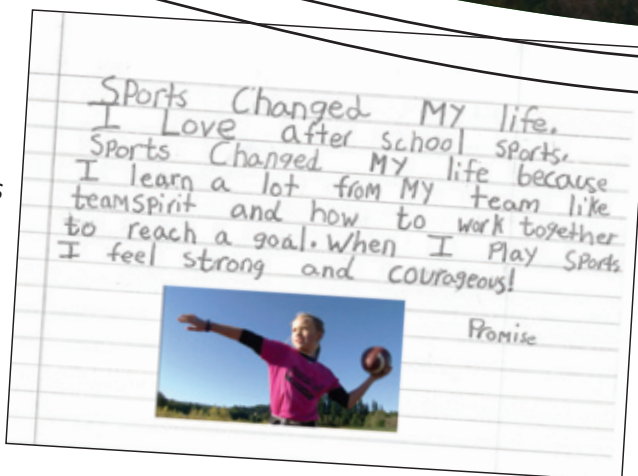 SPorts Changed MY life.
I Love after school sports.
Sports Changed MY life because
I learn a lot from MY team like
teamspirit and how to work together
to reach a goal. When I Play SPorts
I feel strong and courageous!
Promise